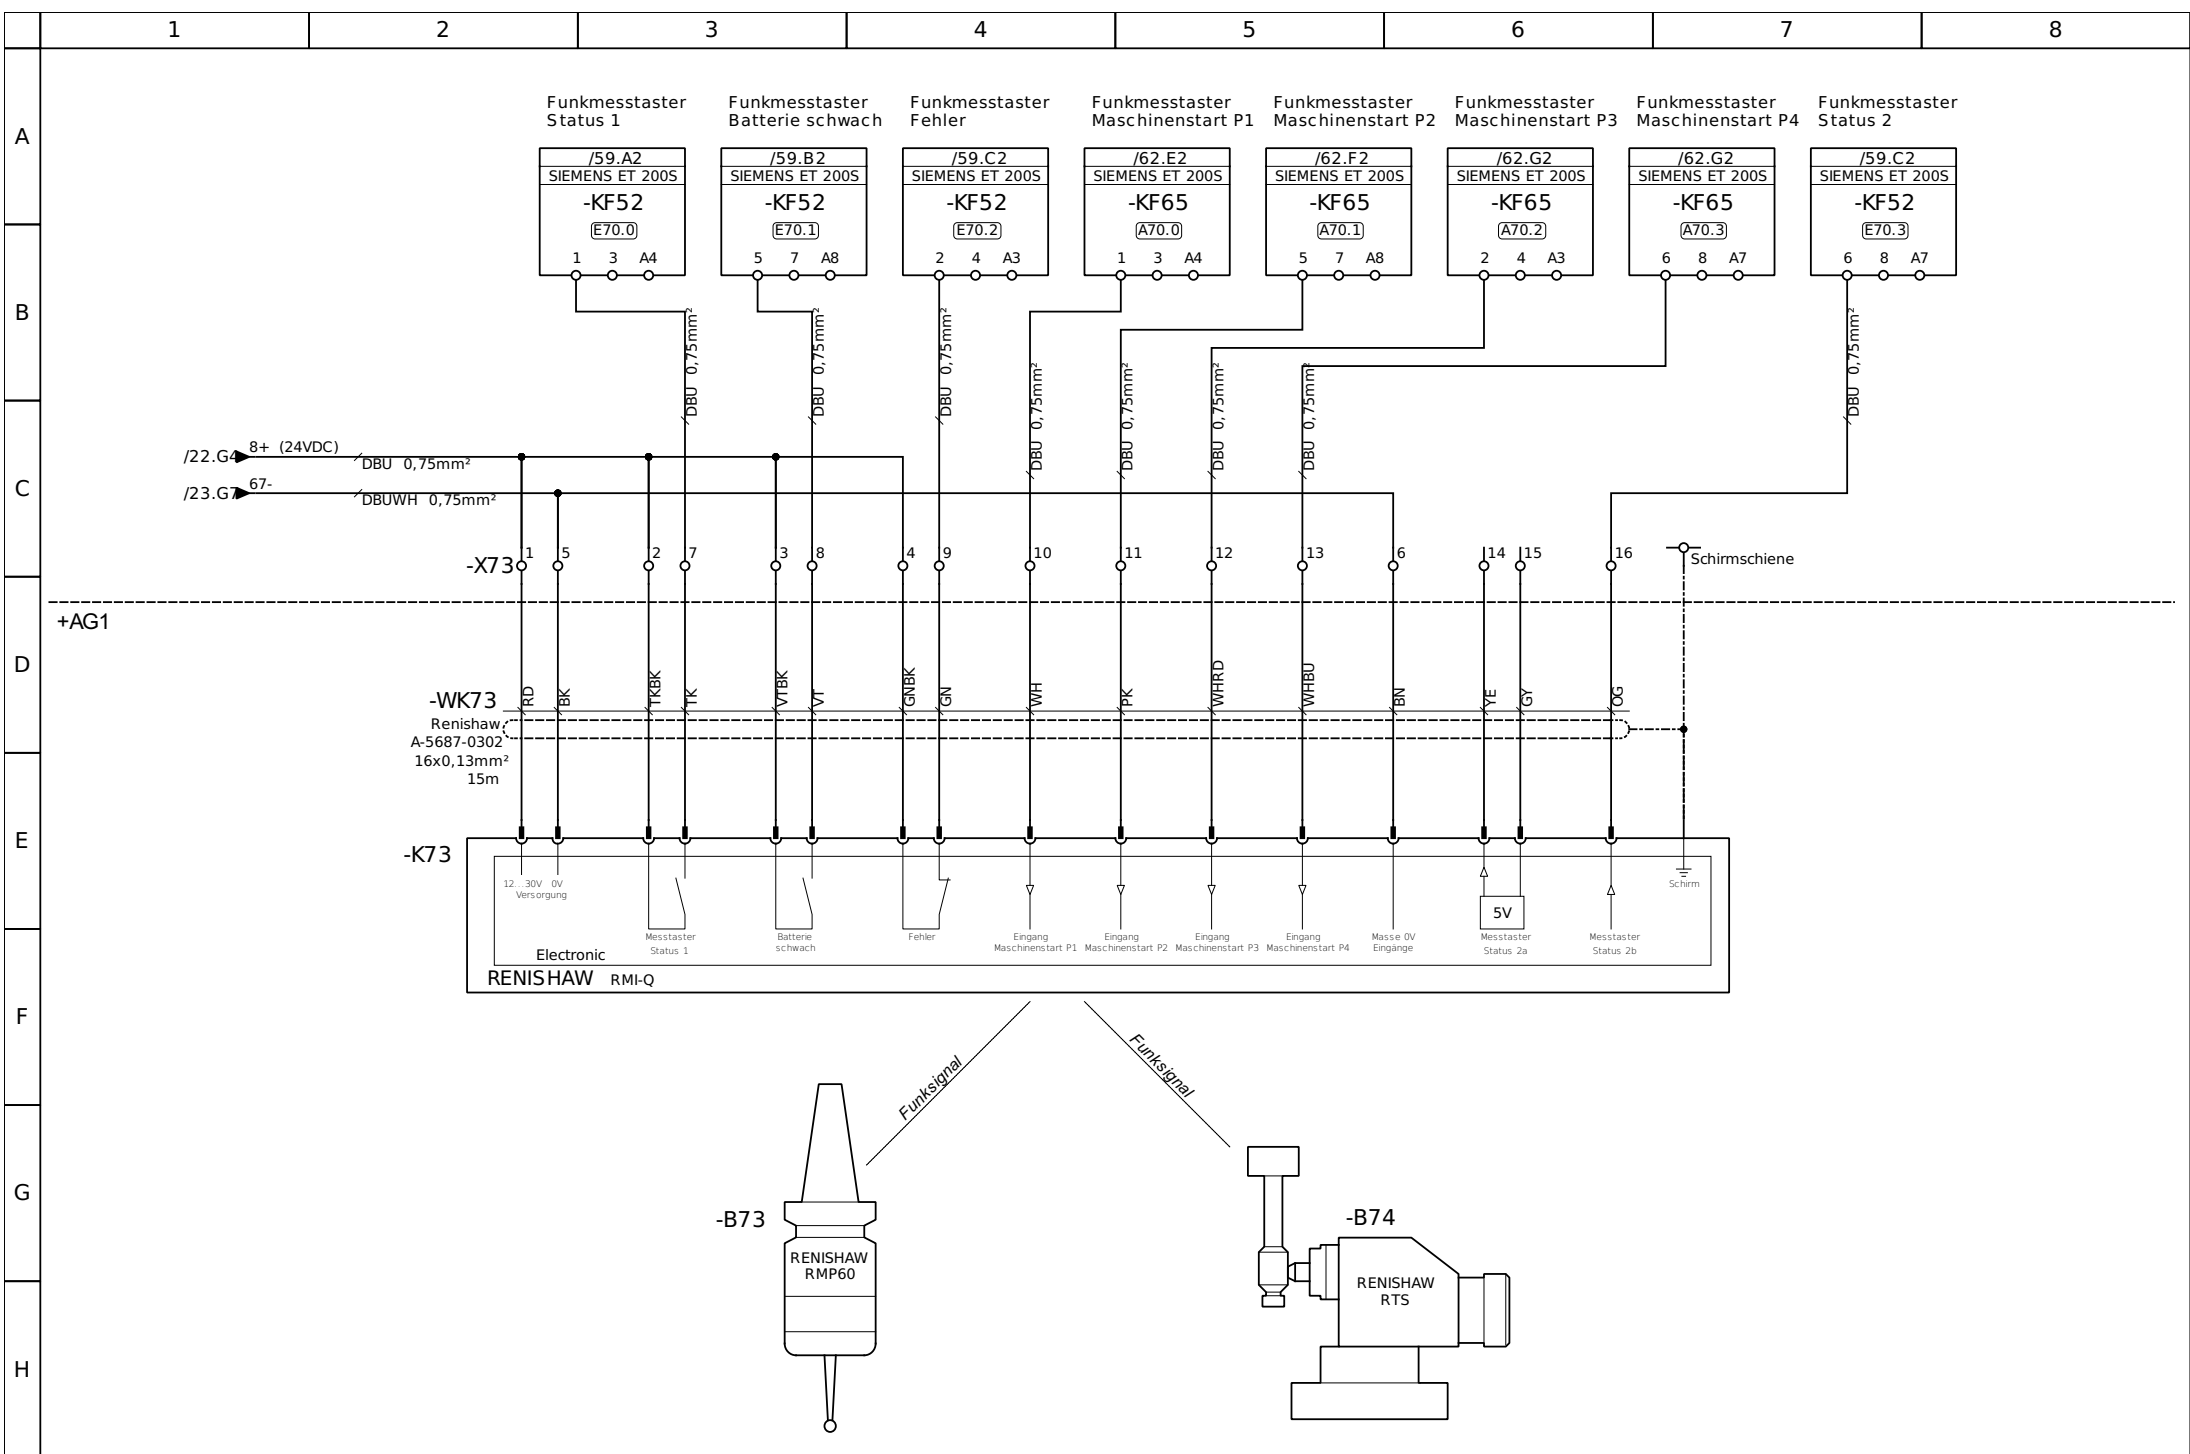 1 2 3 4 5 6 7 8
A
Funkmesstaster Funkmesstaster Funkmesstaster Funkmesstaster Funkmesstaster Funkmesstaster Funkmesstaster Funkmesstaster
Status 1 Batterie schwach Fehler Maschinenstart P1 Maschinenstart P2 Maschinenstart P3 Maschinenstart P4 Status 2
/59.A2 /59.B2 /59.C2 /62.E2 /62.F2 /62.G2 /62.G2 /59.C2
SIEMENS ET 200S SIEMENS ET 200S SIEMENS ET 200S SIEMENS ET 200S SIEMENS ET 200S SIEMENS ET 200S SIEMENS ET 200S SIEMENS ET 200S
-KF52 -KF52 -KF52 -KF65 -KF65 -KF65 -KF65 -KF52
E70.0 E70.1 E70.2 A70.0 A70.1 A70.2 A70.3 E70.3
1 3 A4 5 7 A8 2 4 A3 1 3 A4 5 7 A8 2 4 A3 6 8 A7 6 8 A7
B
DBU 0,75mm² DBU 0,75mm² DBU 0,75mm² DBU 0,75mm² DBU 0,75mm² DBU 0,75mm² DBU 0,75mm² DBU 0,75mm²
/22.G4 8+ (24VDC) DBU 0,75mm²
C
/23.G7 67- DBUWH 0,75mm²
-X73 1 5 2 7 3 8 4 9 10 11 12 13 6 14 15 16 Schirmschiene
+AG1
D
-WK73 RD BK TKBK TK VTBK VT GNBK GN WH PK WHRD WHBU BN YE GY OG
Renishaw
A-5687-0302
16x0,13mm²
15m
E
-K73
12...30V 0V Schirm
Versorgung
5V
Messtaster Batterie Fehler Eingang Eingang Eingang Eingang Masse 0V Messtaster Messtaster
Status 1 schwach Maschinenstart P1 Maschinenstart P2 Maschinenstart P3 Maschinenstart P4 Eingänge Status 2a Status 2b
Electronic
RENISHAW RMI-Q
F
Funksignal Funksignal
G
-B73 -B74
RENISHAW
RMP60
RENISHAW
RTS
H